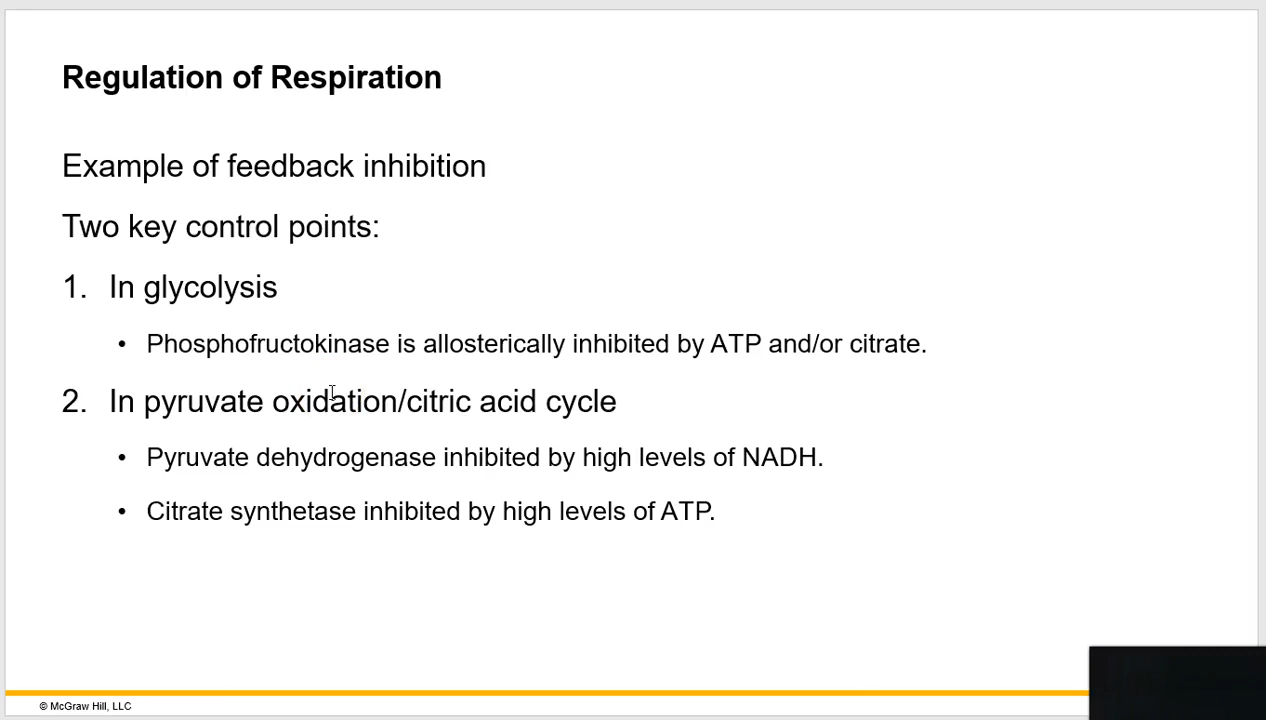 Regulation of Respiration
Example of feedback inhibition
Two key control points:
1. In glycolysis
• Phosphofructokinase is allosterically inhibited by ATP and/or citrate.
2. In pyruvate oxidation/citric acid cycle
• Pyruvate dehydrogenase inhibited by high levels of NADH.
• Citrate synthetase inhibited by high levels of ATP.
© McGraw Hill, LLC